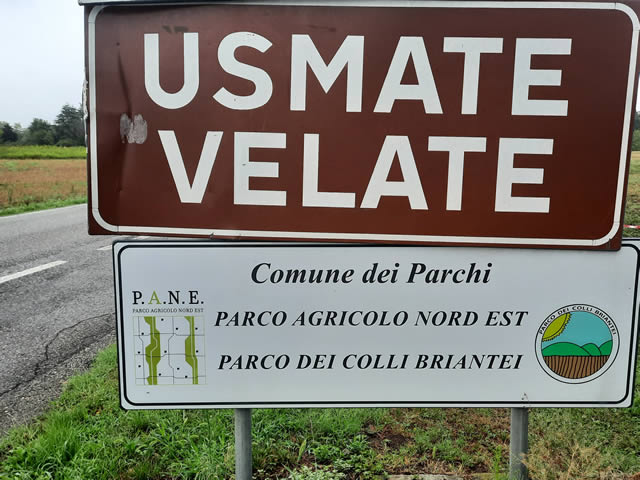 USMATE
VELATE
Comune dei Parchi
P.A.N.E.
PARCO AGRICOLO NORD EST
PARCO AGRICOLO NORD EST
PARCO DEI COLLI BRIANTEI
PARCO DEI COLLI BRIANTEI